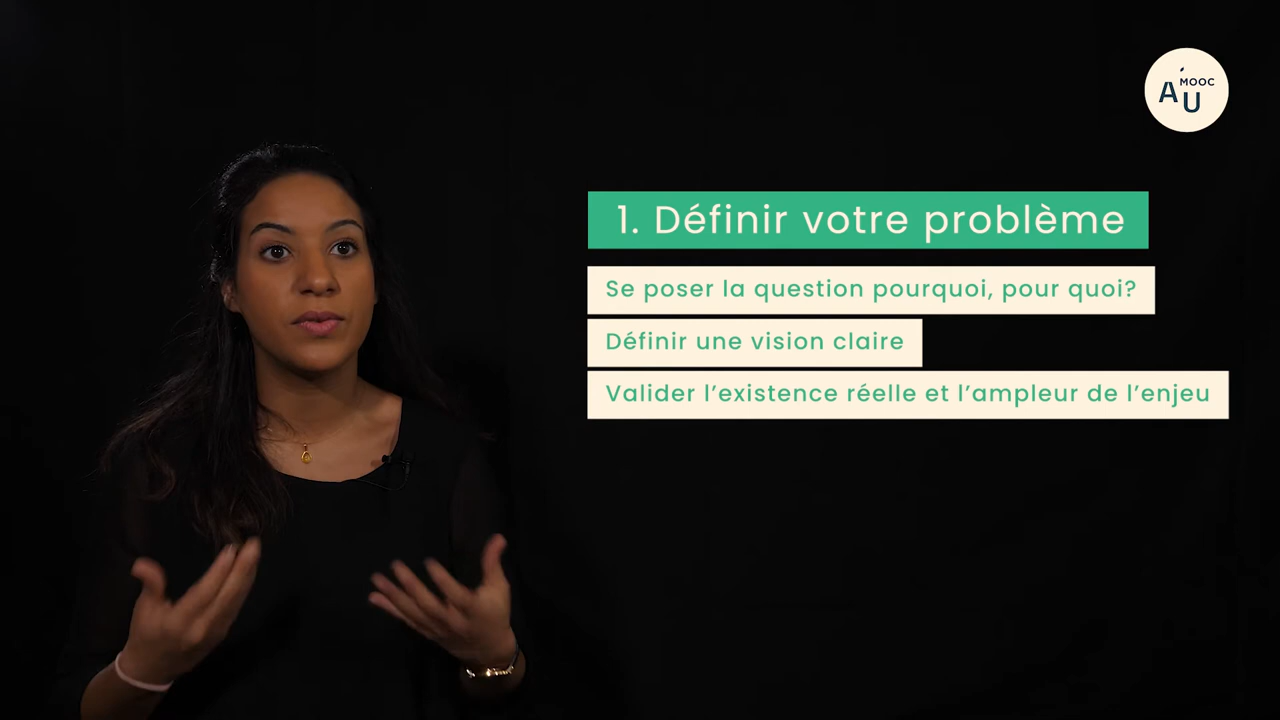 MOOC
ÁU
1. Définir votre problème
Se poser la question pourquoi, pour quoi?
Définir une vision claire
Valider l’existence réelle et l’ampleur de l’enjeu